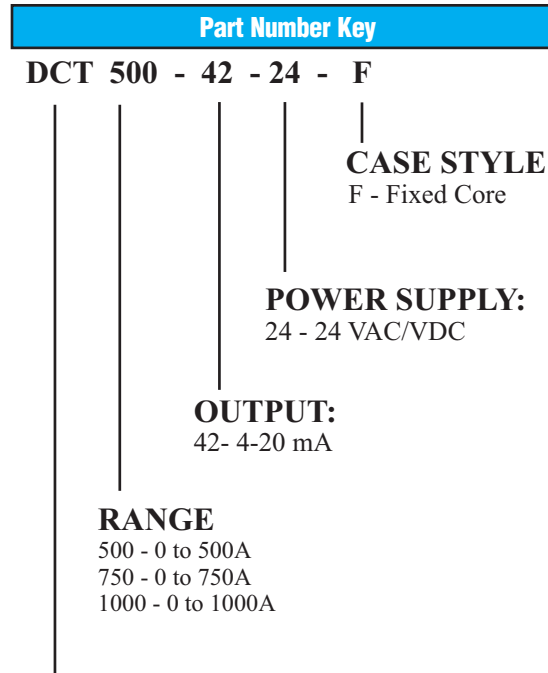 Part Number Key
DCT 500 - 42 - 24 - F
CASE STYLE
F - Fixed Core
POWER SUPPLY:
24 - 24 VAC/VDC
OUTPUT:
42- 4-20 mA
RANGE
500 - 0 to 500A
750 - 0 to 750A
1000 - 0 to 1000A